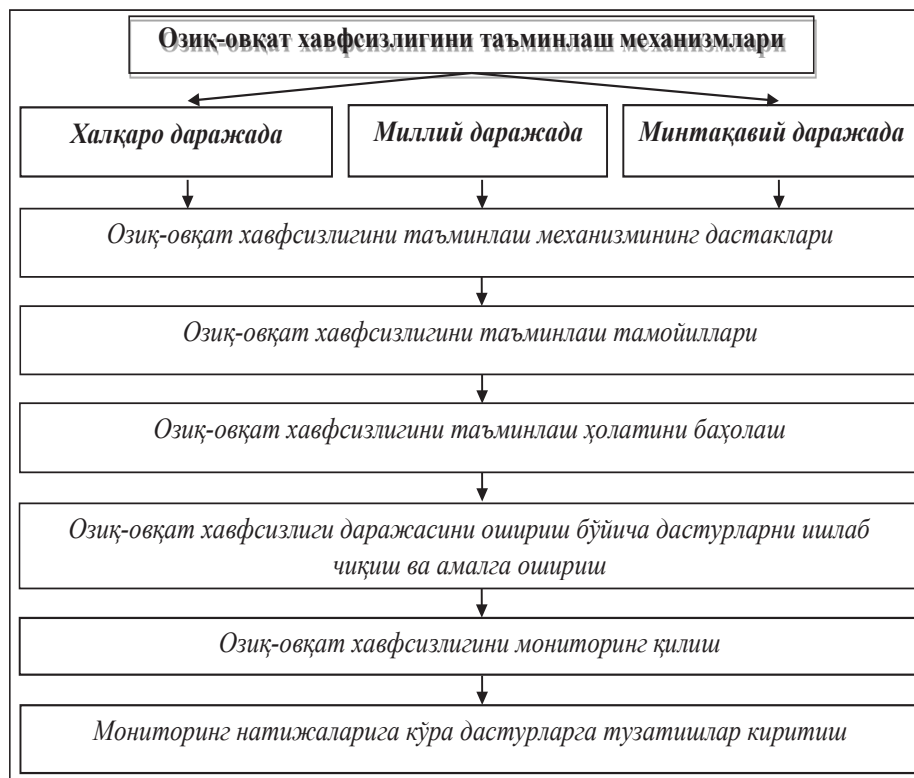 Озиқ-овқат хавфсизлигини таъминлаш механизмлари
Халқаро даражада
Миллий даражада
Минтақавий даражада
Озиқ-овқат хавфсизлигини таъминлаш механизмининг дастаклари
Озиқ-овқат хавфсизлигини таъминлаш тамойиллари
Озиқ-овқат хавфсизлигини таъминлаш ҳолатини баҳолаш
Озиқ-овқат хавфсизлиги даражасини ошириш бўйича дастурларни ишлаб
чиқиш ва амалга ошириш
Озиқ-овқат хавфсизлигини мониторинг қилиш
Мониторинг натижаларига кўра дастурларга тузатишлар киритиш